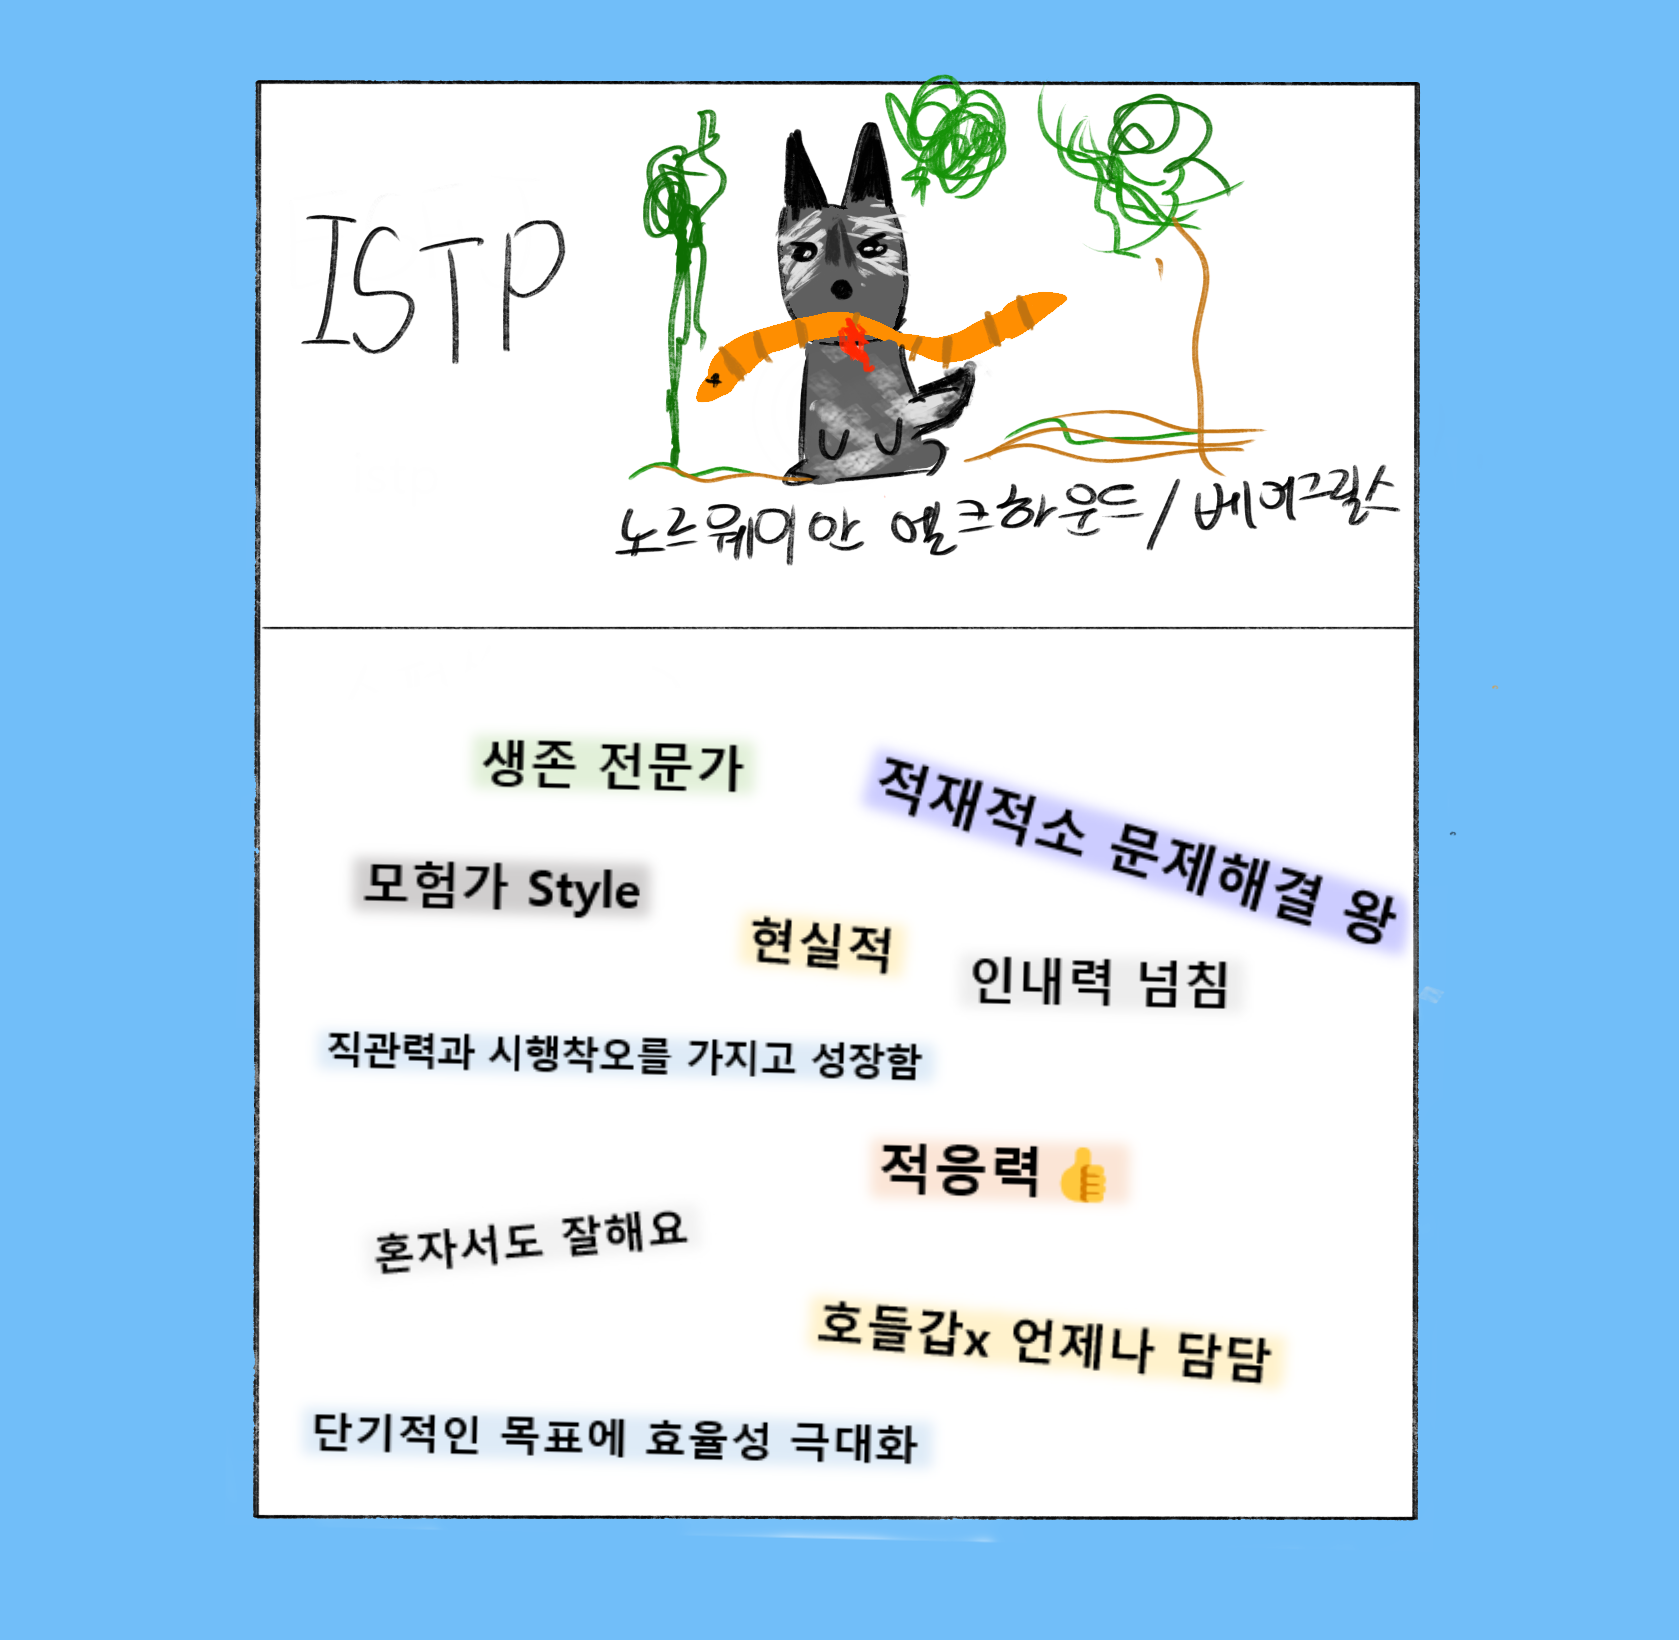 ISTP
노르웨이안 엘크하운드 / 베어그릴스
생존 전문가
적재적소 문제해결 왕
모험가 Style
현실적
인내력 넘침
직관력과 시행착오를 가지고 성장함
적응력👍
혼자서도 잘해요
호들갑x 언제나 담담
단기적인 목표에 효율성 극대화